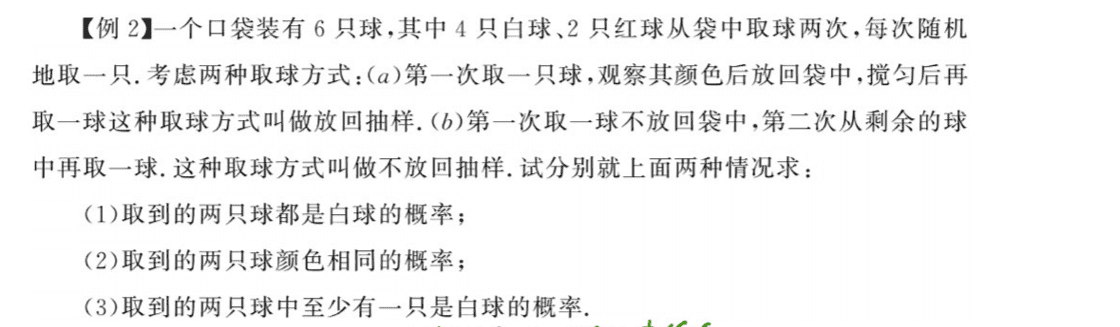 【例 2】一个口袋装有 6 只球,其中 4 只白球、2 只红球从袋中取球两次,每次随机
地取一只.考虑两种取球方式:(a)第一次取一只球,观察其颜色后放回袋中,搅匀后再
取一球这种取球方式叫做放回抽样.(b)第一次取一球不放回袋中,第二次从剩余的球
中再取一球.这种取球方式叫做不放回抽样.试分别就上面两种情况求:
(1)取到的两只球都是白球的概率;
(2)取到的两只球颜色相同的概率;
(3)取到的两只球中至少有一只是白球的概率.